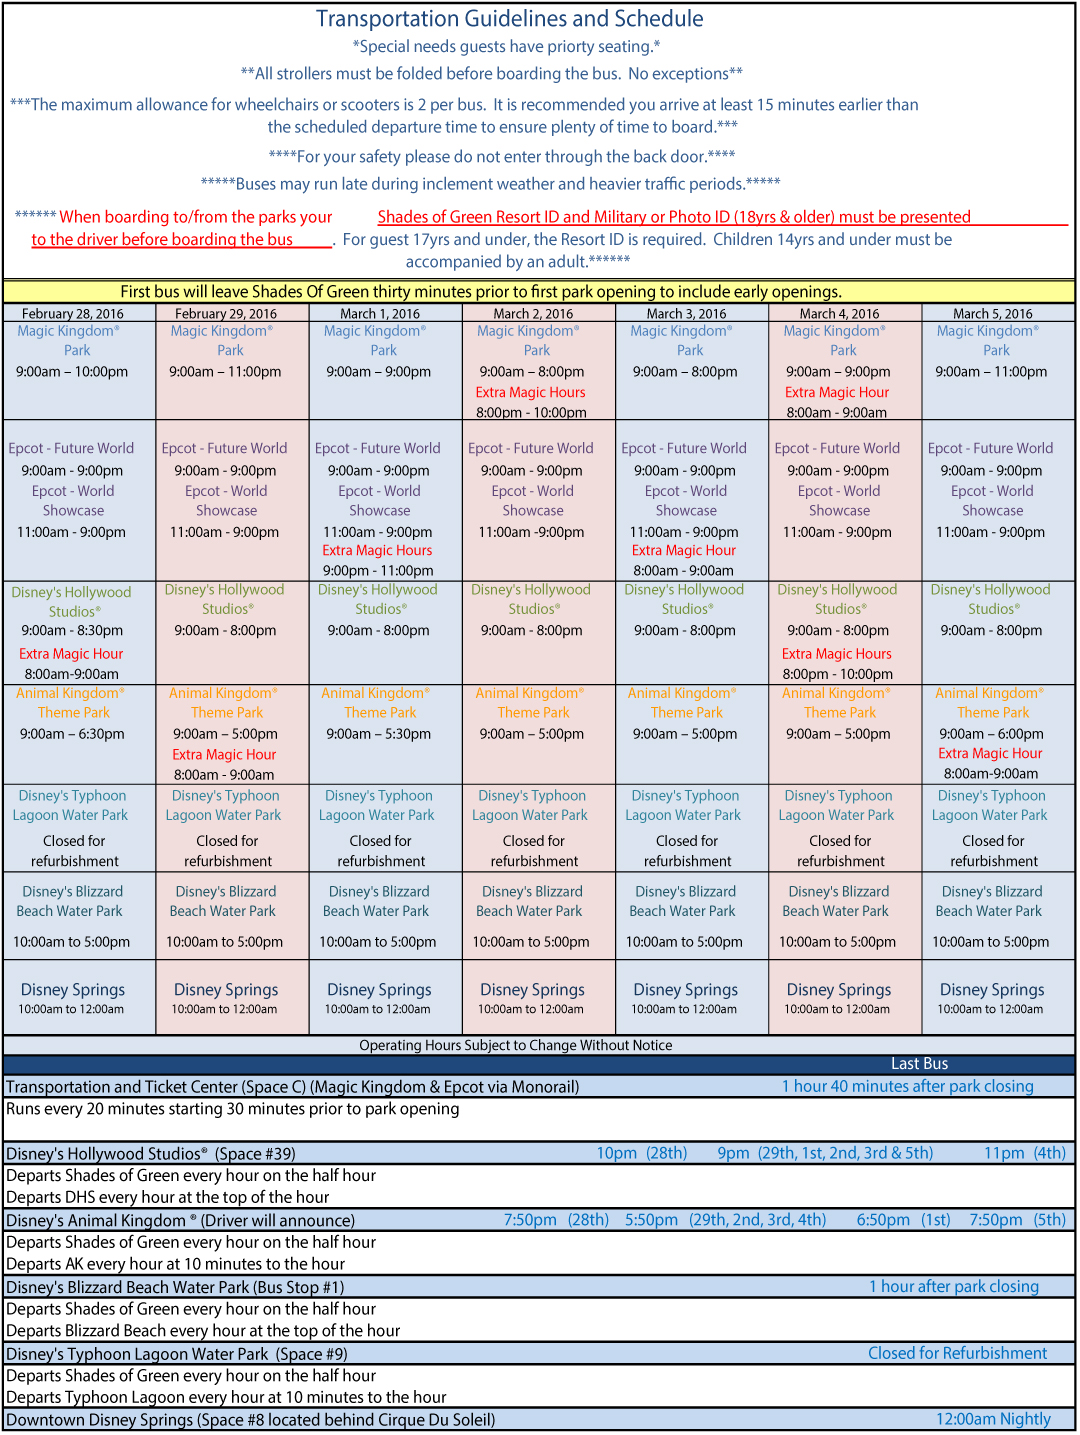 Transportation Guidelines and Schedule
*Special needs guests have priorty seating.*
**All strollers must be folded before boarding the bus. No exceptions**
***The maximum allowance for wheelchairs or scooters is 2 per bus. It is recommended you arrive at least 15 minutes earlier than
the scheduled departure time to ensure plenty of time to board.***
****For your safety please do not enter through the back door.****
*****Buses may run late during inclement weather and heavier traffic periods.*****
****** When boarding to/from the parks your Shades of Green Resort ID and Military or Photo ID (18yrs & older) must be presented
to the driver before boarding the bus . For guest 17yrs and under, the Resort ID is required. Children 14yrs and under must be
accompanied by an adult.******
First bus will leave Shades Of Green thirty minutes prior to first park opening to include early openings.
February 28, 2016 February 29, 2016 March 1, 2016 March 2, 2016 March 3, 2016 March 4, 2016 March 5, 2016
Magic Kingdom® Magic Kingdom® Magic Kingdom® Magic Kingdom® Magic Kingdom® Magic Kingdom® Magic Kingdom®
Park Park Park Park Park Park Park
9:00am – 10:00pm 9:00am – 11:00pm 9:00am – 9:00pm 9:00am – 8:00pm 9:00am – 8:00pm 9:00am – 9:00pm 9:00am – 11:00pm
Extra Magic Hours Extra Magic Hour
8:00pm - 10:00pm 8:00am - 9:00am
Epcot - Future World Epcot - Future World Epcot - Future World Epcot - Future World Epcot - Future World Epcot - Future World Epcot - Future World
9:00am - 9:00pm 9:00am - 9:00pm 9:00am - 9:00pm 9:00am - 9:00pm 9:00am - 9:00pm 9:00am - 9:00pm 9:00am - 9:00pm
Epcot - World Epcot - World Epcot - World Epcot - World Epcot - World Epcot - World Epcot - World
Showcase Showcase Showcase Showcase Showcase Showcase Showcase
11:00am - 9:00pm 11:00am - 9:00pm 11:00am - 9:00pm 11:00am -9:00pm 11:00am - 9:00pm 11:00am - 9:00pm 11:00am - 9:00pm
Extra Magic Hours Extra Magic Hour
9:00pm - 11:00pm 8:00am - 9:00am
Disney's Hollywood Disney's Hollywood Disney's Hollywood Disney's Hollywood Disney's Hollywood Disney's Hollywood Disney's Hollywood
Studios® Studios® Studios® Studios® Studios® Studios® Studios®
9:00am - 8:30pm 9:00am - 8:00pm 9:00am - 8:00pm 9:00am - 8:00pm 9:00am - 8:00pm 9:00am - 8:00pm 9:00am - 8:00pm
Extra Magic Hour Extra Magic Hours
8:00am-9:00am 8:00pm - 10:00pm
Animal Kingdom® Animal Kingdom® Animal Kingdom® Animal Kingdom® Animal Kingdom® Animal Kingdom® Animal Kingdom®
Theme Park Theme Park Theme Park Theme Park Theme Park Theme Park Theme Park
9:00am – 6:30pm 9:00am – 5:00pm 9:00am – 5:30pm 9:00am – 5:00pm 9:00am – 5:00pm 9:00am – 5:00pm 9:00am – 6:00pm
Extra Magic Hour Extra Magic Hour
8:00am - 9:00am 8:00am-9:00am
Disney's Typhoon Disney's Typhoon Disney's Typhoon Disney's Typhoon Disney's Typhoon Disney's Typhoon Disney's Typhoon
Lagoon Water Park Lagoon Water Park Lagoon Water Park Lagoon Water Park Lagoon Water Park Lagoon Water Park Lagoon Water Park
Closed for Closed for Closed for Closed for Closed for Closed for Closed for
refurbishment refurbishment refurbishment refurbishment refurbishment refurbishment refurbishment
Disney's Blizzard Disney's Blizzard Disney's Blizzard Disney's Blizzard Disney's Blizzard Disney's Blizzard Disney's Blizzard
Beach Water Park Beach Water Park Beach Water Park Beach Water Park Beach Water Park Beach Water Park Beach Water Park
10:00am to 5:00pm 10:00am to 5:00pm 10:00am to 5:00pm 10:00am to 5:00pm 10:00am to 5:00pm 10:00am to 5:00pm 10:00am to 5:00pm
Disney Springs Disney Springs Disney Springs Disney Springs Disney Springs Disney Springs Disney Springs
10:00am to 12:00am 10:00am to 12:00am 10:00am to 12:00am 10:00am to 12:00am 10:00am to 12:00am 10:00am to 12:00am 10:00am to 12:00am
Operating Hours Subject to Change Without Notice
Last Bus
Transportation and Ticket Center (Space C) (Magic Kingdom & Epcot via Monorail) 1 hour 40 minutes after park closing
Runs every 20 minutes starting 30 minutes prior to park opening
Disney's Hollywood Studios® (Space #39) 10pm (28th) 9pm (29th, 1st, 2nd, 3rd & 5th) 11pm (4th)
Departs Shades of Green every hour on the half hour
Departs DHS every hour at the top of the hour
Disney's Animal Kingdom ® (Driver will announce) 7:50pm (28th) 5:50pm (29th, 2nd, 3rd, 4th) 6:50pm (1st) 7:50pm (5th)
Departs Shades of Green every hour on the half hour
Departs AK every hour at 10 minutes to the hour
Disney's Blizzard Beach Water Park (Bus Stop #1) 1 hour after park closing
Departs Shades of Green every hour on the half hour
Departs Blizzard Beach every hour at the top of the hour
Disney's Typhoon Lagoon Water Park (Space #9) Closed for Refurbishment
Departs Shades of Green every hour on the half hour
Departs Typhoon Lagoon every hour at 10 minutes to the hour
Downtown Disney Springs (Space #8 located behind Cirque Du Soleil) 12:00am Nightly